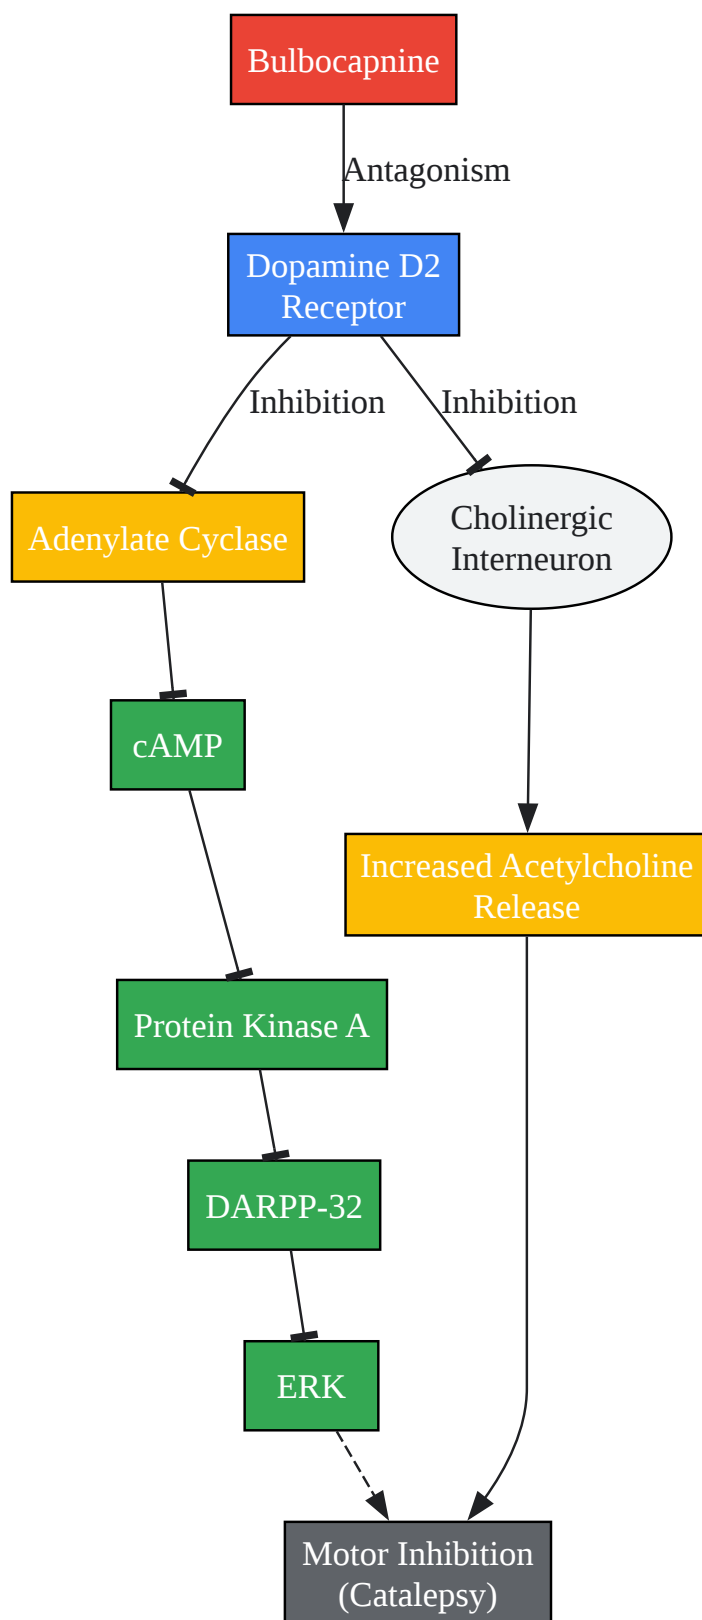 Bulbocapnine
Antagonism
Dopamine D2
Receptor
Inhibition
Inhibition
Adenylate Cyclase
Cholinergic
Interneuron
cAMP
Increased Acetylcholine
Release
Protein Kinase A
DARPP-32
ERK
Motor Inhibition
(Catalepsy)